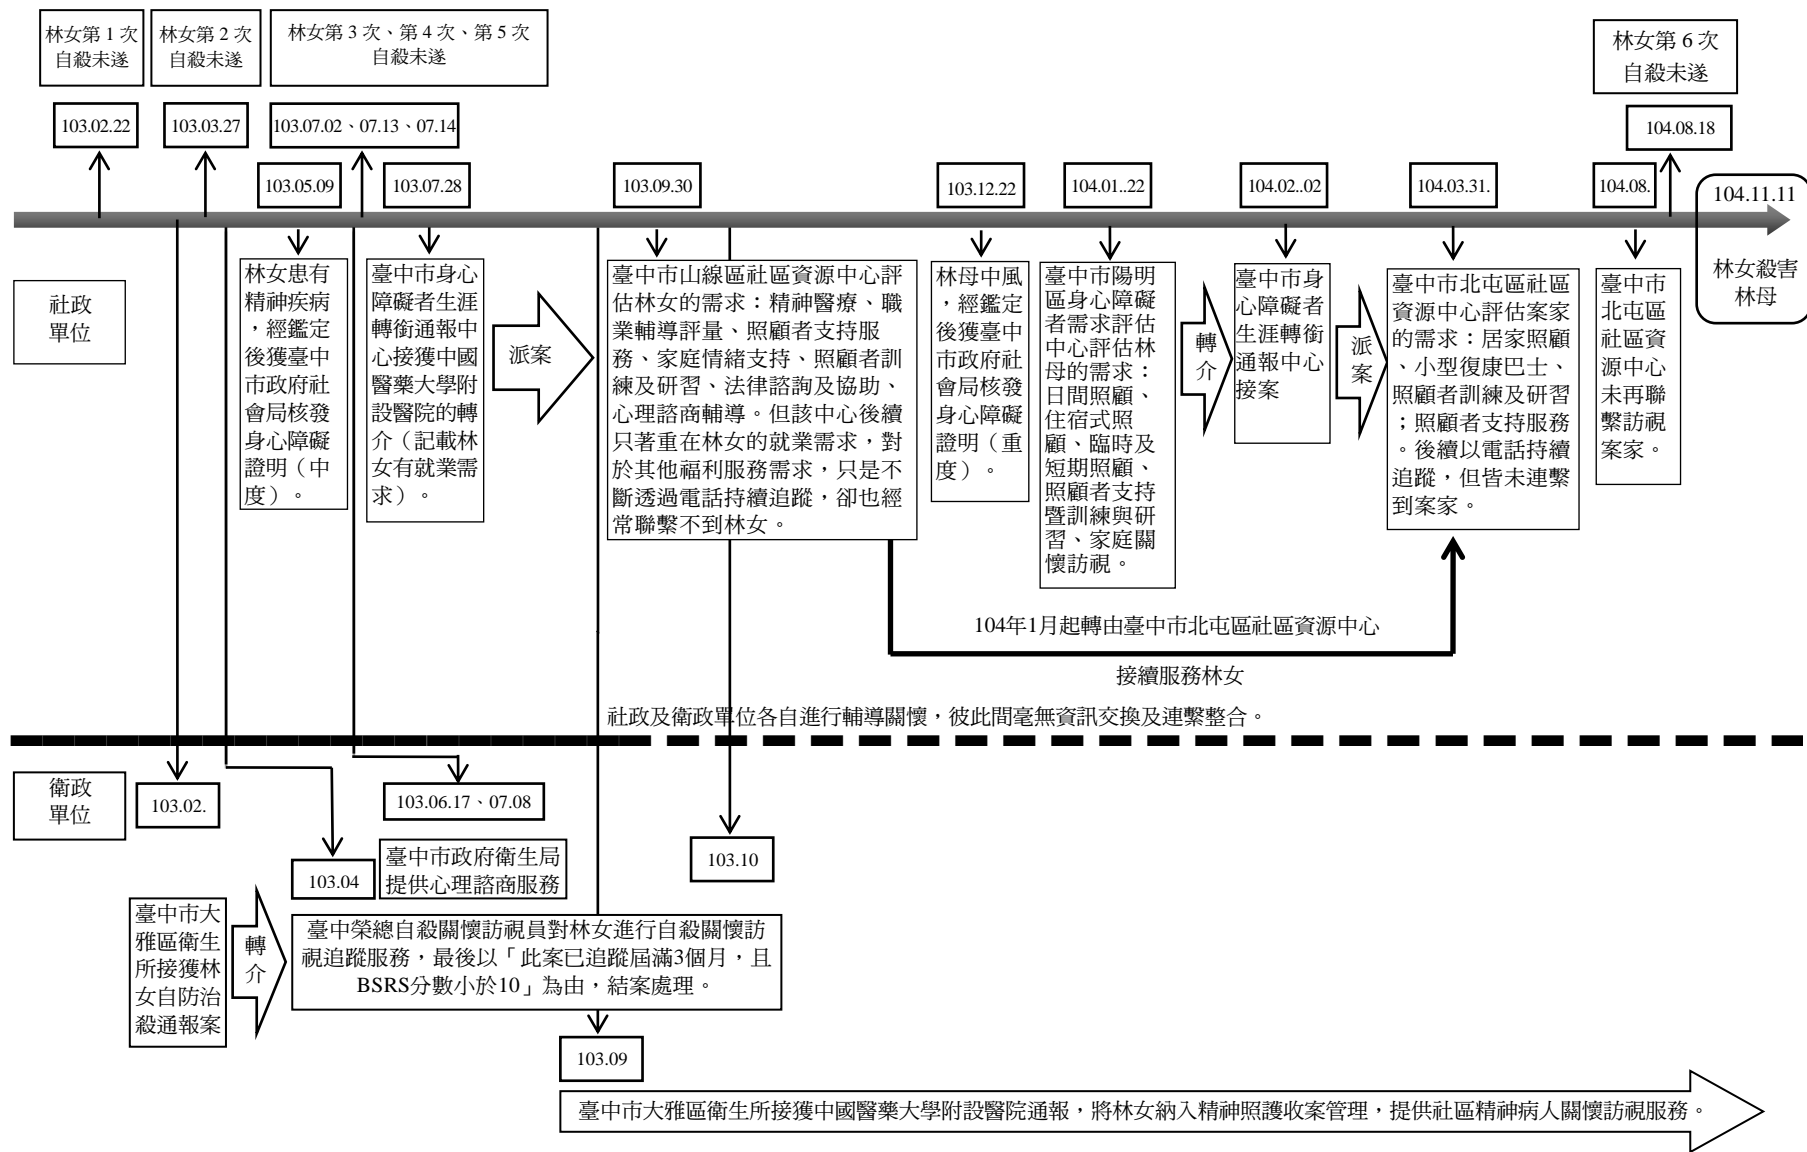 林女第 1 次
自殺未遂
林女第 2 次
自殺未遂
林女第 3 次、第 4 次、第 5 次
自殺未遂
林女第 6 次
自殺未遂
103.02.22
103.03.27
103.07.02、07.13、07.14
104.08.18
103.05.09
103.07.28
103.09.30
103.12.22
104.01..22
104.02..02
104.03.31.
104.08.
104.11.11
林女殺害
林母
社政
單位
林女患有
精神疾病
，經鑑定
後獲臺中
市政府社
會局核發
身心障礙
證明（中
度）。
臺中市身心
障礙者生涯
轉銜通報中
心接獲中國
醫藥大學附
設醫院的轉
介（記載林
女有就業需
求）。
派案
臺中市山線區社區資源中心評
估林女的需求：精神醫療、職
業輔導評量、照顧者支持服
務、家庭情緒支持、照顧者訓
練及研習、法律諮詢及協助、
心理諮商輔導。但該中心後續
只著重在林女的就業需求，對
於其他福利服務需求，只是不
斷透過電話持續追蹤，卻也經
常聯繫不到林女。
林母中風
，經鑑定
後獲臺中
市政府社
會局核發
身心障礙
證明（重
度）。
臺中市陽明
區身心障礙
者需求評估
中心評估林
母的需求：
日間照顧、
住宿式照
顧、臨時及
短期照顧、
照顧者支持
暨訓練與研
習、家庭關
懷訪視。
轉
介
臺中市身
心障礙者
生涯轉銜
通報中心
接案
派
案
臺中市北屯區社區
資源中心評估案家
的需求：居家照顧
、小型復康巴士、
照顧者訓練及研習
；照顧者支持服務
。後續以電話持續
追蹤，但皆未連繫
到案家。
臺中市
北屯區
社區資
源中心
未再聯
繫訪視
案家。
104年1月起轉由臺中市北屯區社區資源中心
接續服務林女
社政及衛政單位各自進行輔導關懷，彼此間毫無資訊交換及連繫整合。
衛政
單位
103.02.
103.06.17、07.08
103.04
臺中市政府衛生局
提供心理諮商服務
103.10
臺中市大
雅區衛生
所接獲林
女自防治
殺通報案
轉
介
臺中榮總自殺關懷訪視員對林女進行自殺關懷訪
視追蹤服務，最後以「此案已追蹤屆滿3個月，且
BSRS分數小於10」為由，結案處理。
103.09
臺中市大雅區衛生所接獲中國醫藥大學附設醫院通報，將林女納入精神照護收案管理，提供社區精神病人關懷訪視服務。